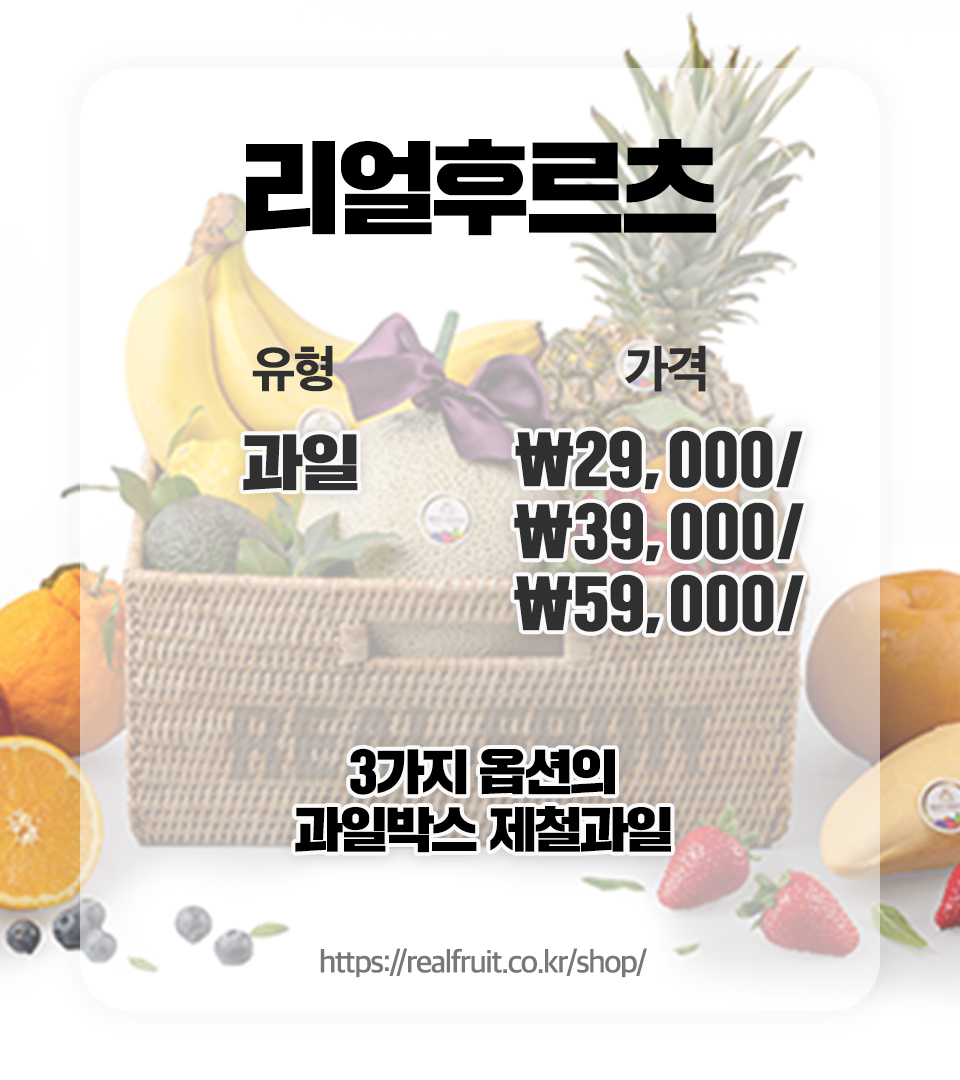 리얼후르츠
유형 가격
과일 ₩29,000/
₩39,000/
₩59,000/
3가지 옵션의
과일박스 제철과일
https://realfruit.co.kr/shop/